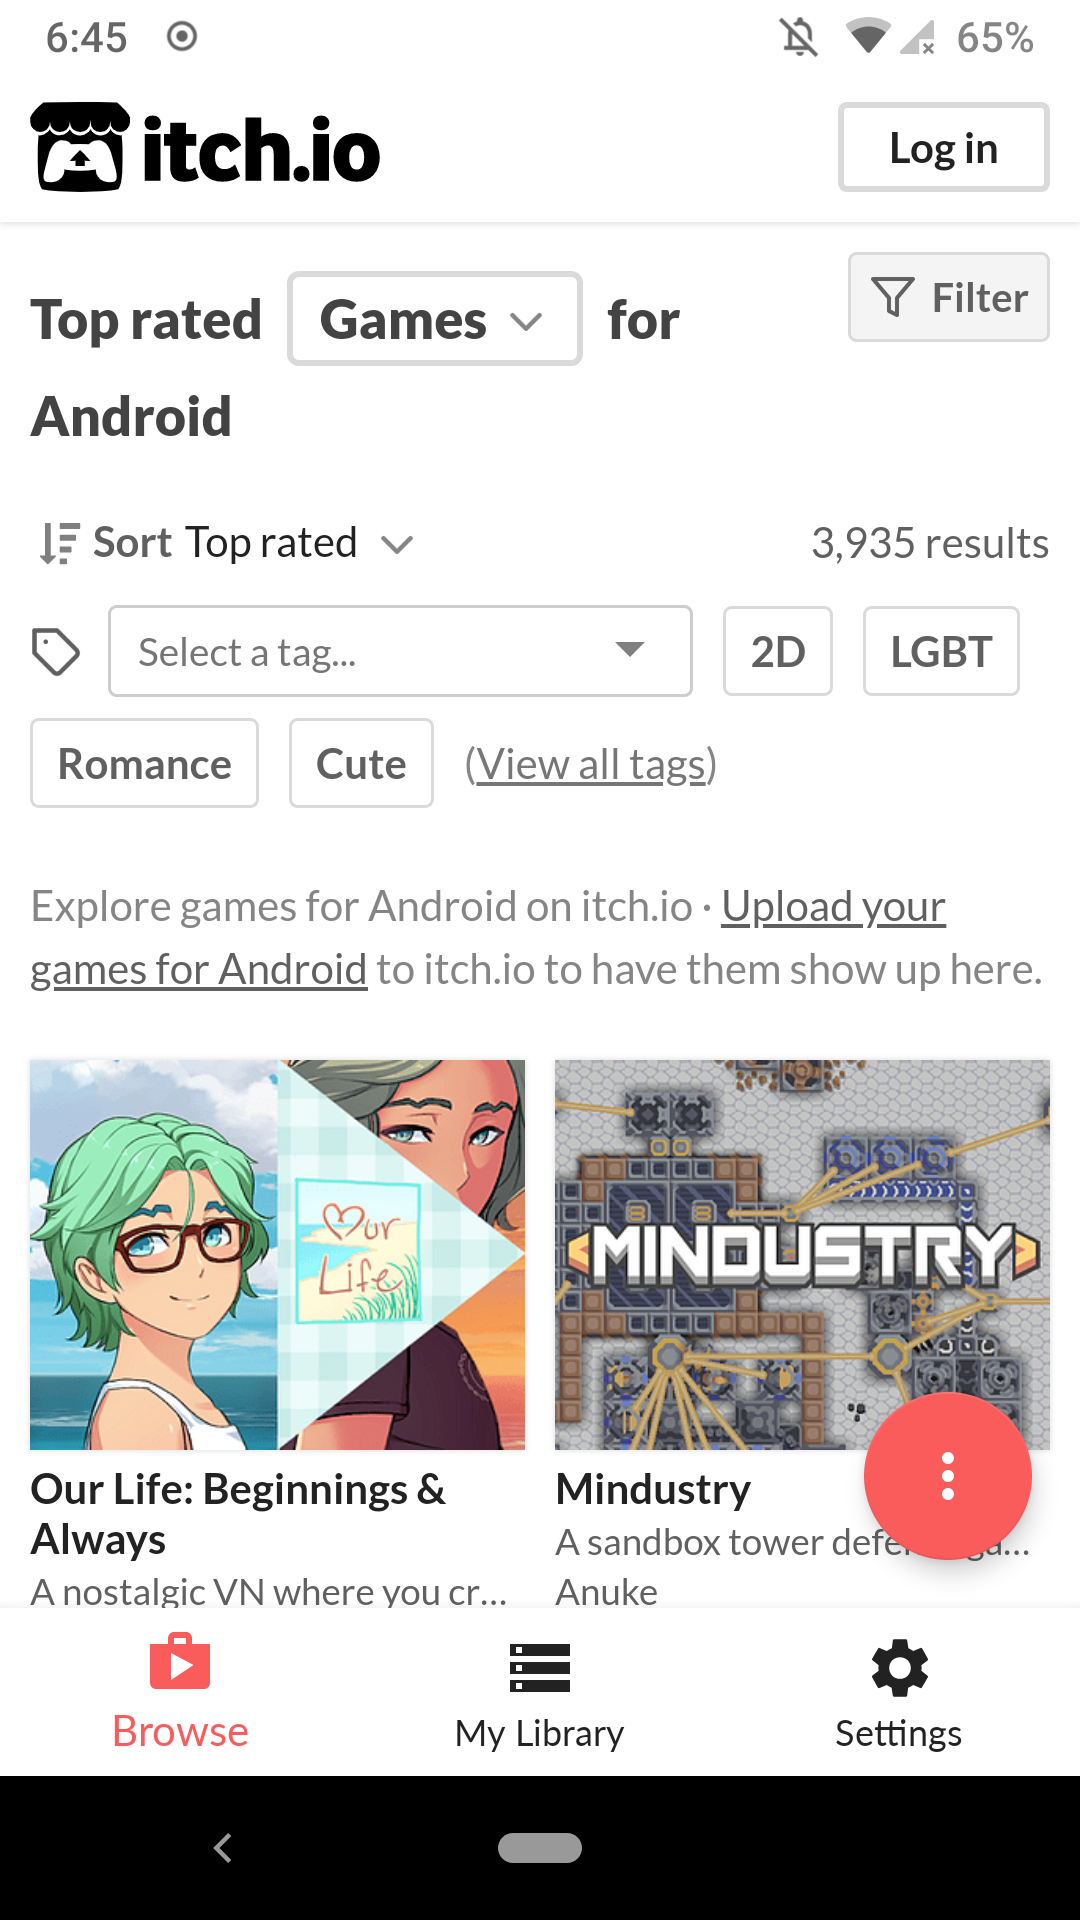 6:45 65%
itch.io Log in
Top rated Games for Filter
Android
Sort Top rated 3,935 results
Select a tag... 2D LGBT
Romance Cute (View all tags)
Explore games for Android on itch.io · Upload your
games for Android to itch.io to have them show up here.
Our
Life
MINDUSTRY
Our Life: Beginnings &
Always
A nostalgic VN where you cr...
Mindustry
A sandbox tower
Anuke
Browse My Library Settings